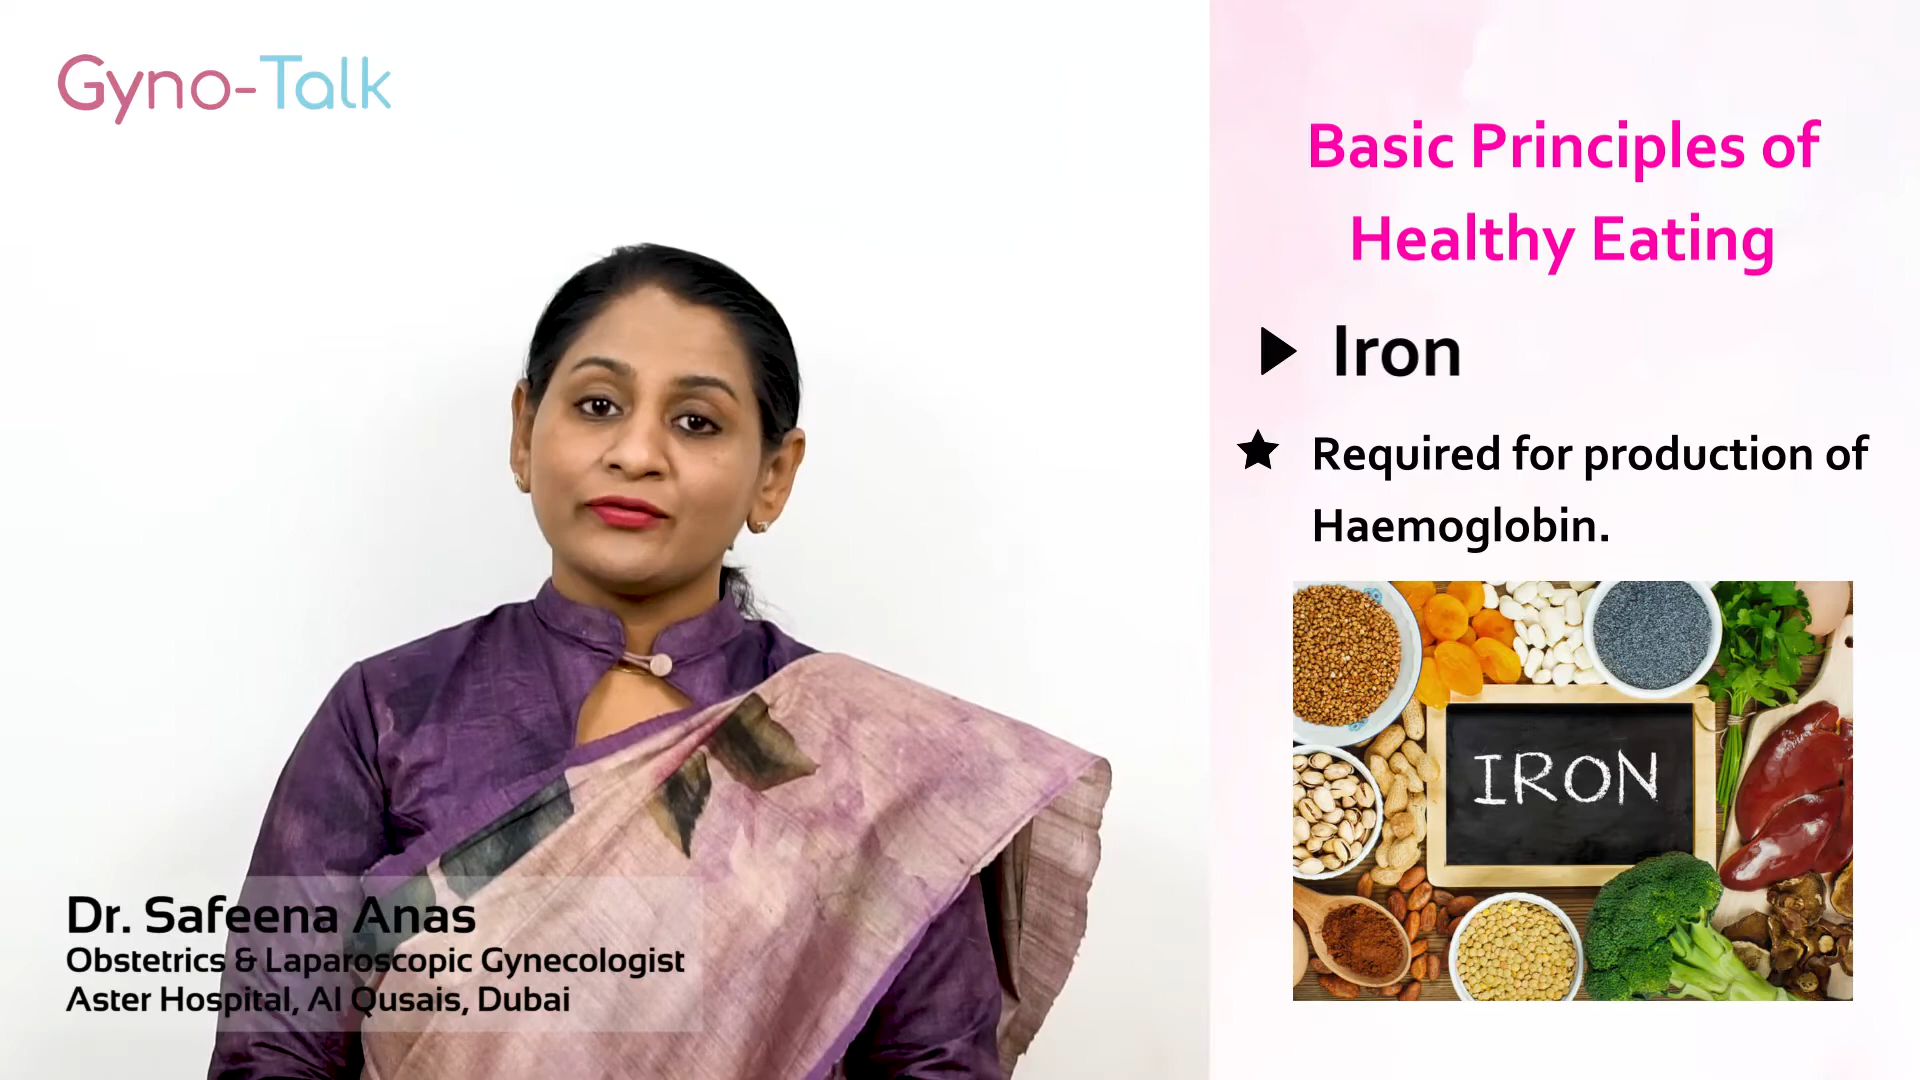 Gyno-Talk
Basic Principles of
Healthy Eating
Iron
Required for production of
Haemoglobin.
IRON
Dr. Safeena Anas
Obstetrics & Laparoscopic Gynecologist
Aster Hospital, Al Qusais, Dubai